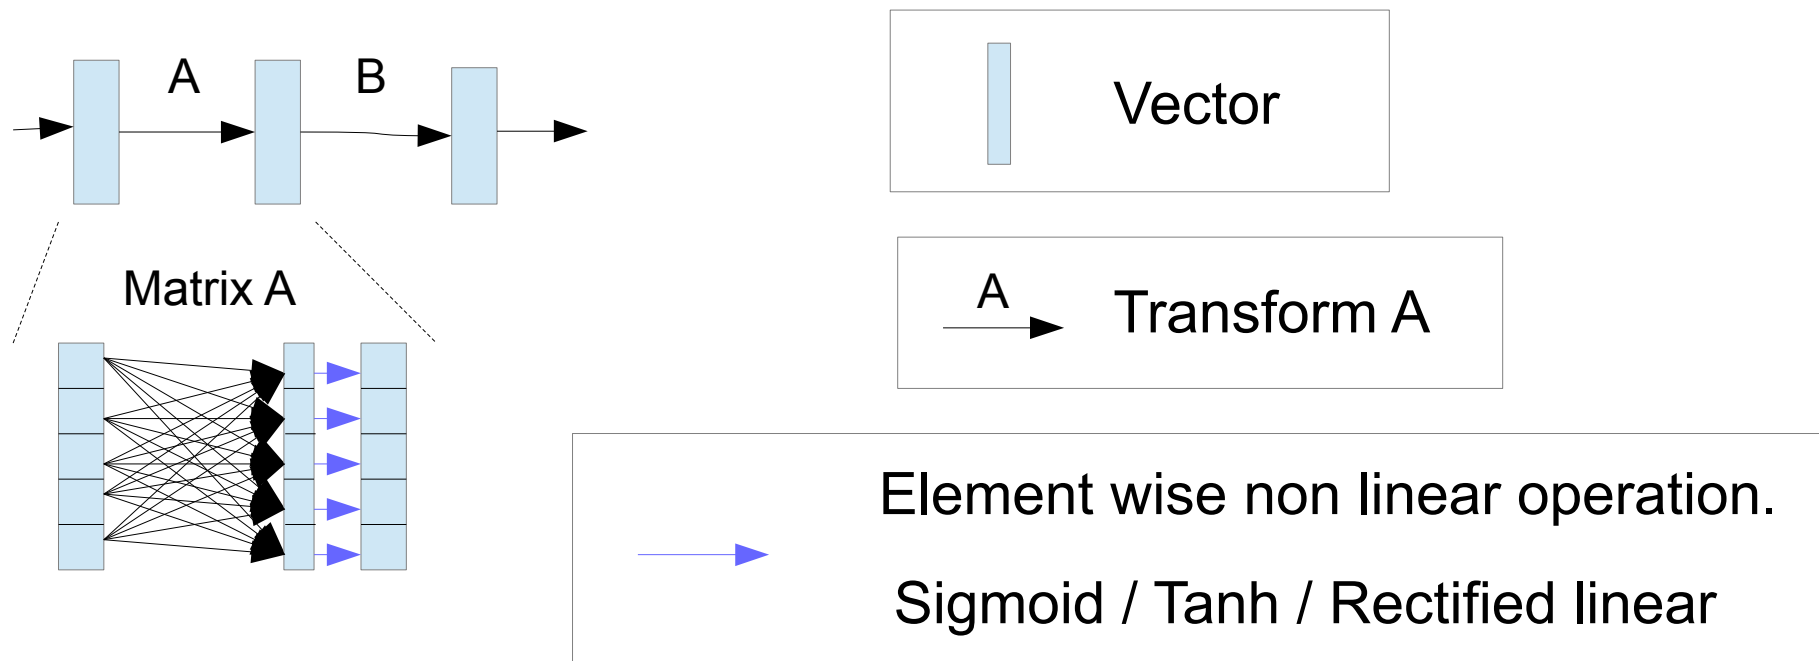 A
B
Vector
Matrix A
A
Transform A
Element wise non linear operation.
Sigmoid / Tanh / Rectified linear